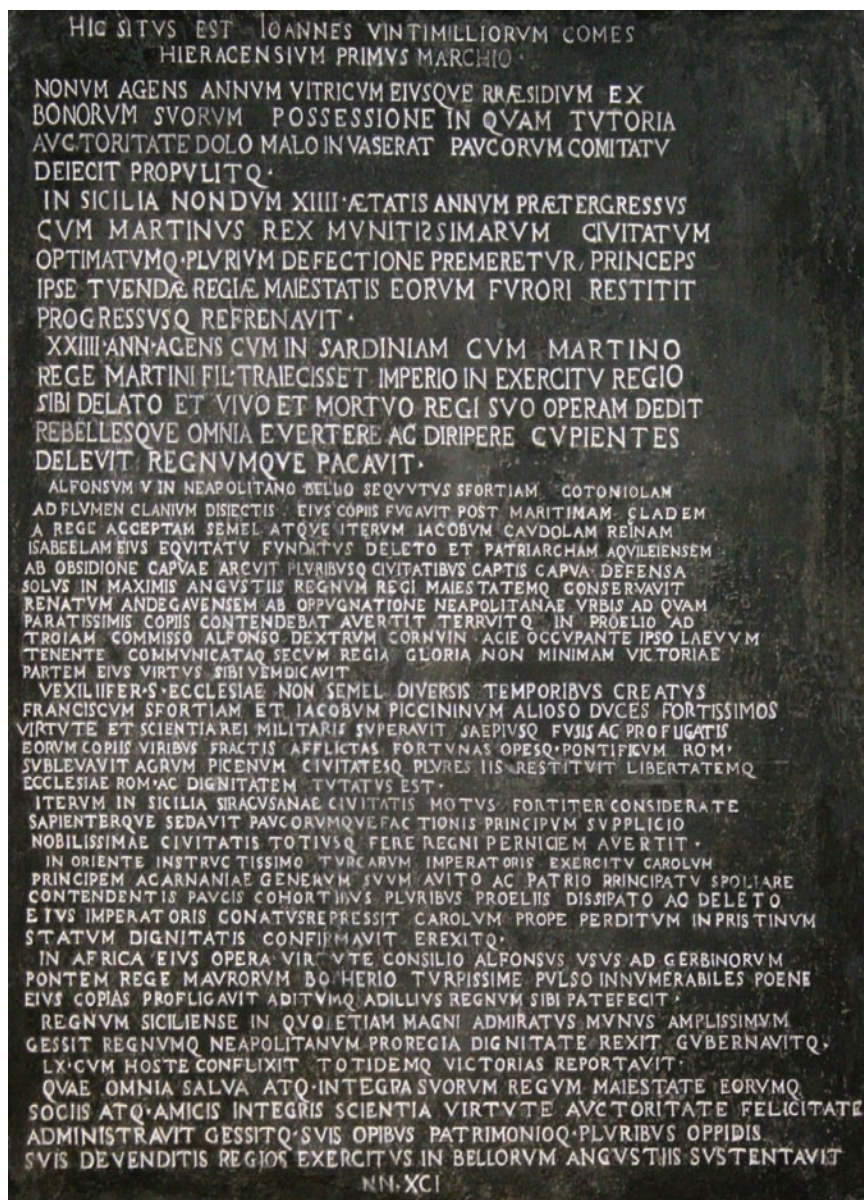 HIC SITVS EST IOANNES VINTIMILLIORVM COMES
HIERACENSIVM PRIMVS MARCHIO·
NONVM AGENS ANNVM VITRICVM EIVSQVE RRÆSIDIVM EX
BONORVM SVORVM POSSESSIONE IN QVAM TVTORIA
AVCTORITATE DOLO MALO INVASERAT PAVCORVM COMITATV
DEIECIT PROPVLITQ·
IN SICILIA NONDVM XIIII·ÆTATIS ANNVM PRÆTERGRESSVS
CVM MARTINVS REX MVNITISSIMARVM CIVITATVM
OPTIMATVMQ·PLVRIVM DEFECTIONE PREMERETVR, PRINCEPS
IPSE TVENDÆ REGIÆ MAIESTATIS EORVM FVRORI RESTITIT
PROGRESSVSQ REFRENAVIT·
XXIIII·ANN·AGENS CVM IN SARDINIAM CVM MARTINO
REGE MARTINI FIL·TRAIECISSET IMPERIO IN EXERCITV REGIO
SIBI DELATO ET VIVO ET MORTVO REGI SVO OPERAM DEDIT
REBELLESQVE OMNIA EVERTERE AC DIRIPERE CVPIENTES
DELEVIT REGNVMQVE PACAVIT·
ALFONSVM V IN NEAPOLITANO BELLO SEQVVTVS SFORTIAM COTONIOLAM
AD FLVMEN CLANIVM DISIECTIS EIVS COPIIS FVGAVIT POST MARITIMAM CLADEM
A REGE ACCEPTAM SEMEL ATQVE ITERVM IACOBVM CAVDOLAM REINAM
ISABEELAM EIVS EQVITATV FVNDITVS DELETO ET PATRIARCHAM AQVILEIENSEM
AB OBSIDIONE CAPVAE ARCVIT PLVRIBVSQ CIVITATIBVS CAPTIS CAPVA DEFENSA
SOLVS IN MAXIMIS ANGVSTIIS REGNVM REGI MAIESTATEMQ CONSERVAVIT
RENATVM ANDEGAVENSEM AB OPPVGNATIONE NEAPOLITANAE VRBIS AD QVAM
PARATISSIMIS COPIIS CONTENDEBAT AVERTIT TERRVITQ IN PROELIO AD
TROIAM COMMISSO ALFONSO DEXTRVM CORNVIN ACIE OCCVPANTE IPSO LAEVVM
TENENTE COMMVNICATAQ SECVM REGIA GLORIA NON MINIMAM VICTORIAE
PARTEM EIVS VIRTVS SIBI VEMDICAVIT
VEXILIIFER·S·ECCLESIAE NON SEMEL DIVERSIS TEMPORIBVS CREATVS
FRANCISCVM SFORTIAM ET IACOBVM PICCININVM ALIOSO DVCES FORTISSIMOS
VIRTVTE ET SCIENTIA REI MILITARIS SVPERAVIT SAEPIVSQ FVSIS AC PROFLIGATIS
EORVM COPIIS VIRIBVS FRACTIS AFFLICTAS FORTVNAS OPESQ·PONTIFICVM ROM·
SVBLEVAVIT AGRVM PICENVM CIVITATESQ PLVRES IIS RESTITVIT LIBERTATEMQ
ECCLESIAE ROM·AC DIGNITATEM TVTATVS EST·
ITERVM IN SICILIA SIRACVSANAE CIVITATIS MOTVS FORTITER CONSIDERATE
SAPIENTERQVE SEDAVIT PAVCORVMQVE FACTIONIS PRINCIPVM SVPPLICIO
NOBILISSIMAE CIVITATIS TOTIVSQ FERE REGNI PERNICIEM AVERTIT·
IN ORIENTE INSTRVCTISSIMO TVRCARVM IMPERATORIS EXERCITV CAROLVM
PRINCIPEM ACARNANIAE GENERVM SVVM AVITO AC PATRIO RRINCIPATV SPOLIARE
CONTENDENTIS PAVCIS COHORTIBVS PLVRIBVS PROELIIS DISSIPATO AC DELETO
EIVS IMPERATORIS CONATVSREPRESSIT CAROLVM PROPE PERDITVM IN PRISTINVM
STATVM DIGNITATIS CONFIRMAVIT EREXITQ·
IN AFRICA EIVS OPERA VIRTVTE CONSILIO ALFONSVS VSVS AD GERBINORVM
PONTEM REGE MAVRORVM BO HERIO TVRPISSIME PVLSO INNVMERABILES POENE
EIVS COPIAS PROFLIGAVIT ADITVMQ AD ILLIVS REGNVM SIBI PATEFECIT·
REGNVM SICILIENSE IN QVO ETIAM MAGNI ADMIRATVS MVNVS AMPLISSIMVM
GESSIT REGNVMQ NEAPOLITANVM PROREGIA DIGNITATE REXIT GVBERNAVITQ·
LX·CVM HOSTE CONFLIXIT TOTIDEMQ VICTORIAS REPORTAVIT·
QVAE OMNIA SALVA ATQ·INTEGRA SVORVM REGVM MAIESTATE EORVMQ
SOCIIS ATQ·AMICIS INTEGRIS SCIENTIA VIRTVTE AVCTORITATE FELICITATE
ADMINISTRAVIT GESSITQ·SVIS OPIBVS PATRIMONIOQ·PLVRIBVS OPPIDIS
SVIS DEVENDITIS REGIOS EXERCITVS IN BELLORVM ANGVSTIIS SVSTENTAVIT
NN·XCI